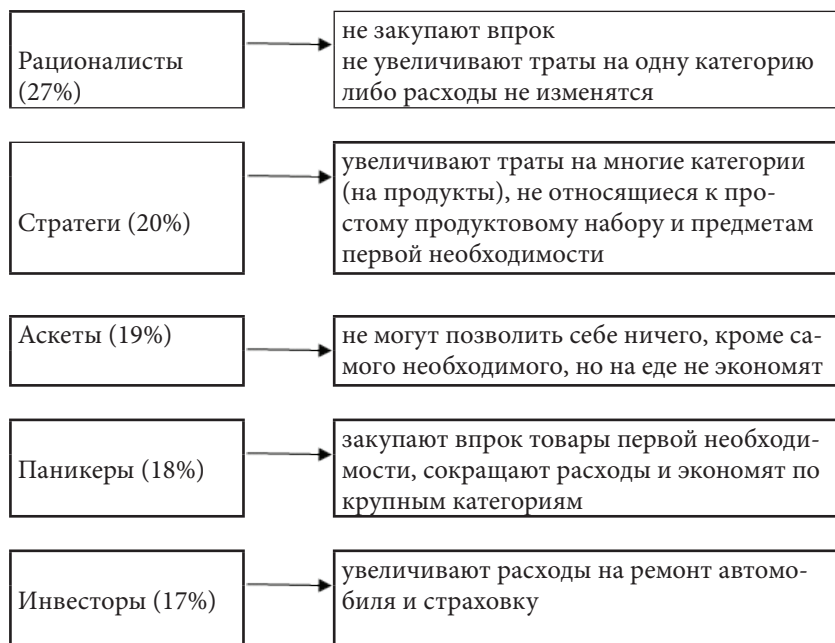 Рационалисты
(27%)
не закупают впрок
не увеличивают траты на одну категорию
либо расходы не изменятся
Стратеги (20%)
увеличивают траты на многие категории
(на продукты), не относящиеся к про-
стому продуктовому набору и предметам
первой необходимости
Аскеты (19%)
не могут позволить себе ничего, кроме са-
мого необходимого, но на еде не экономят
Паникеры (18%)
закупают впрок товары первой необходи-
мости, сокращают расходы и экономят по
крупным категориям
Инвесторы (17%)
увеличивают расходы на ремонт автомо-
биля и страховку